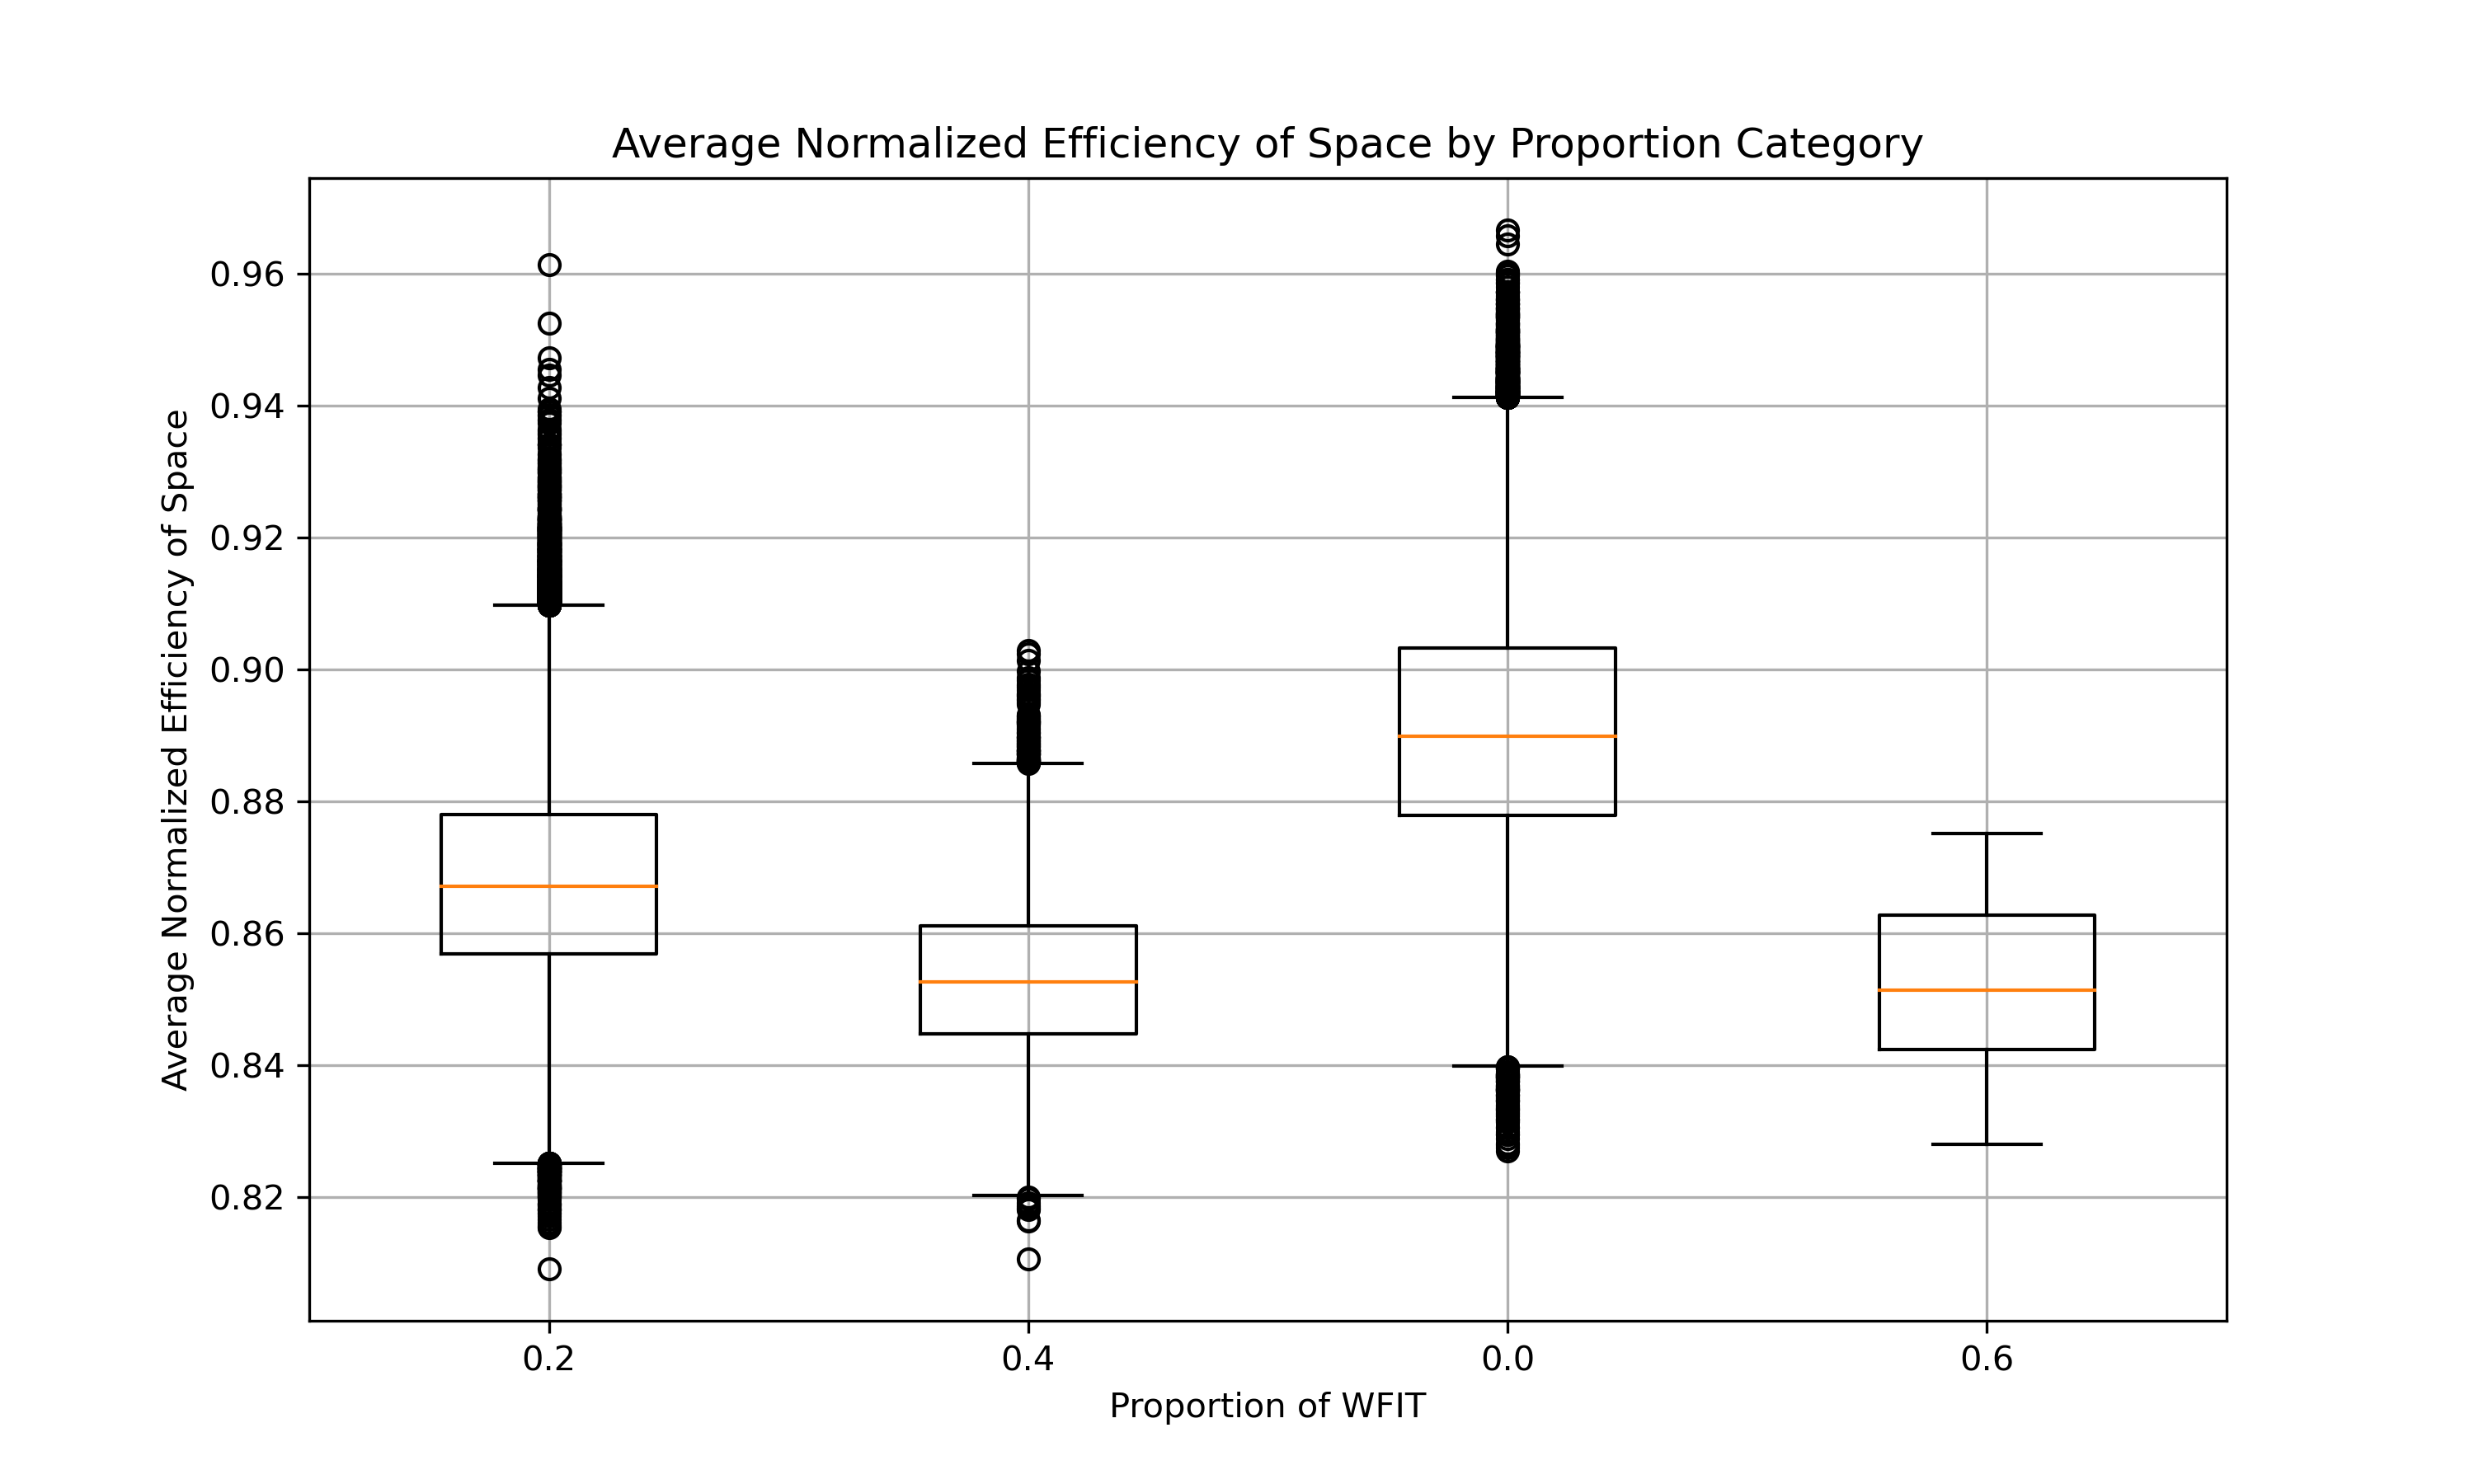 Average Normalized Efficiency of Space by Proportion Category
Average Normalized Efficiency of Space
0.96
0.94
0.92
0.90
0.88
0.86
0.84
0.82
0.2 0.4 0.0 0.6
Proportion of WFIT